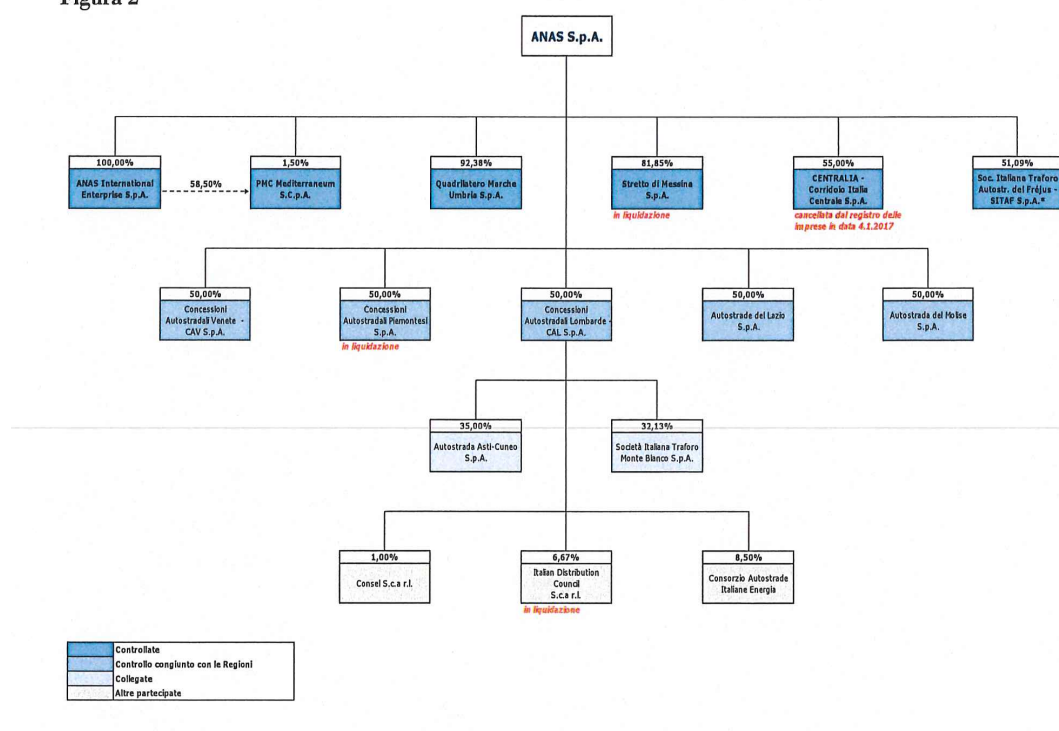 Figura 2
ANAS S.p.A.
100,00%
ANAS International
Enterprise S.p.A.
58,50%
1,50%
PMC Mediterraneum
S.C.p.A.
92,38%
Quadrilatero Marche
Umbria S.p.A.
81,85%
Stretto di Messina
S.p.A.
in liquidazione
55,00%
CENTRALIA -
Corridoio Italia
Centrale S.p.A.
cancellata dal registro delle
imprese in data 4.1.2017
51,09%
Soc. Italiana Traforo
Autostr. del Fréjus -
SITAF S.p.A.*
50,00%
Concessioni
Autostradali Venete -
CAV S.p.A.
50,00%
Concessioni
Autostradali Piemontesi
S.p.A.
in liquidazione
50,00%
Concessioni
Autostradali Lombarde -
CAL S.p.A.
50,00%
Autostrade del Lazio
S.p.A.
50,00%
Autostrada del Molise
S.p.A.
35,00%
Autostrada Asti-Cuneo
S.p.A.
32,13%
Società Italiana Traforo
Monte Bianco S.p.A.
1,00%
Consel S.c.a r.l.
6,67%
Italian Distribution
Council
S.c.a r.l.
in liquidazione
8,50%
Consorzio Autostrade
Italiane Energia
Controllate
Controllo congiunto con le Regioni
Collegate
Altre partecipate